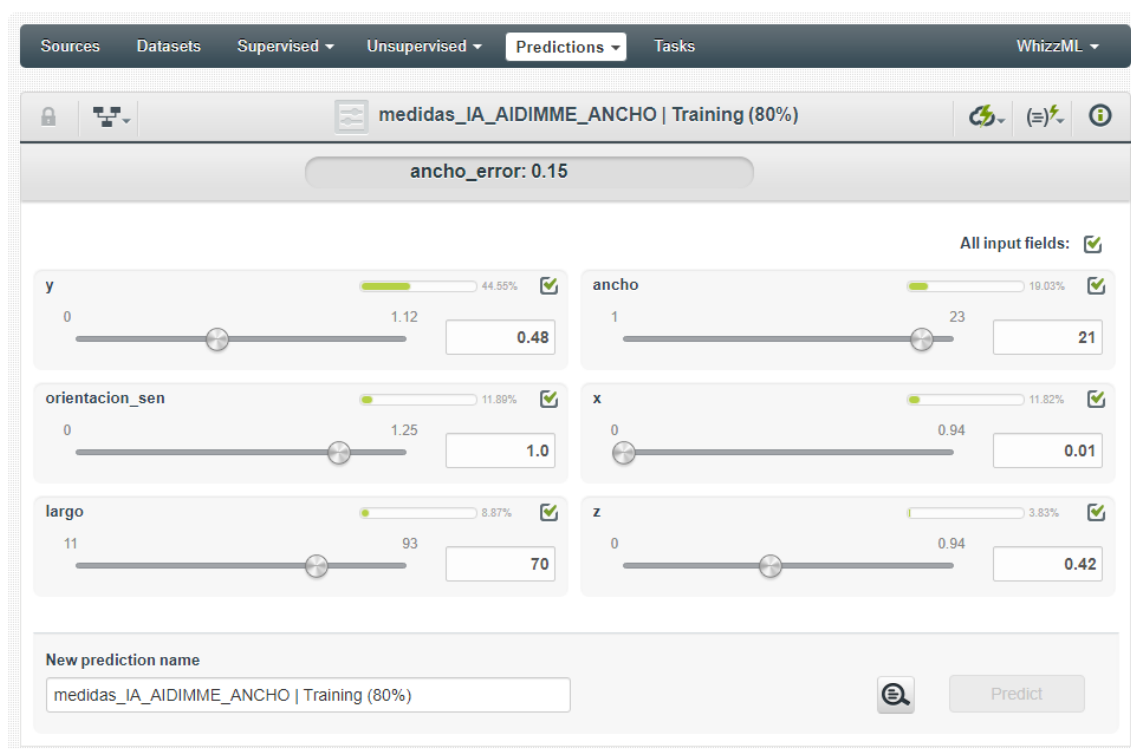 Sources Datasets Supervised Unsupervised Predictions Tasks WhizzML
medidas_IA_AIDIMME_ANCHO | Training (80%)
ancho_error: 0.15
All input fields:
y 44.55%
0 1.12
0.48
ancho 19.03%
1 23
21
orientacion_sen 11.89%
0 1.25
1.0
x 11.82%
0 0.94
0.01
largo 8.87%
11 93
70
z 3.83%
0 0.94
0.42
New prediction name
medidas_IA_AIDIMME_ANCHO | Training (80%)
Predict